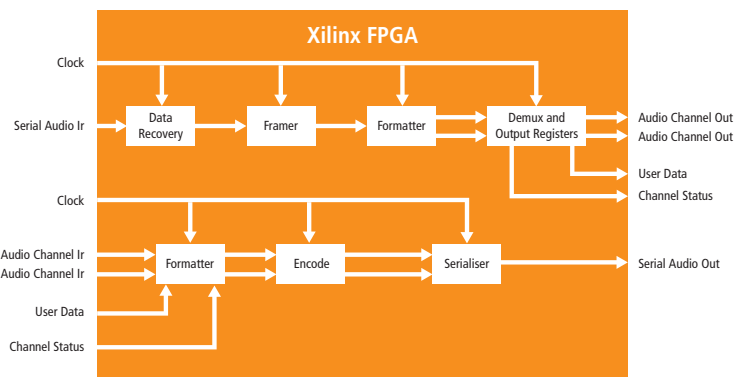 Xilinx FPGA
Clock
Serial Audio Ir
Data
Recovery
Framer
Formatter
Demux and
Output Registers
Audio Channel Out
Audio Channel Out
User Data
Channel Status
Clock
Audio Channel Ir
Audio Channel Ir
Formatter
Encode
Serialiser
Serial Audio Out
User Data
Channel Status